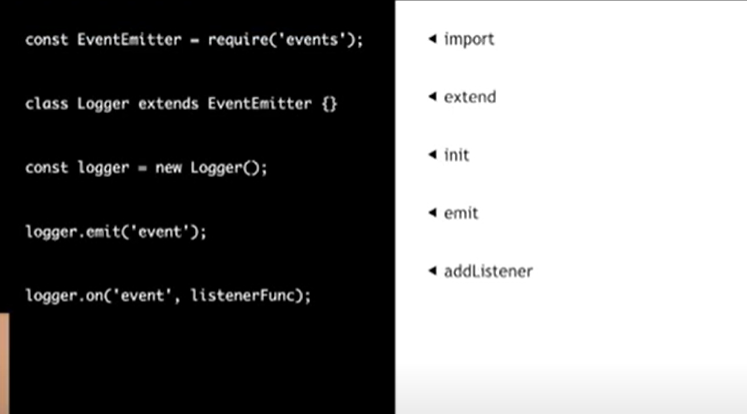 const EventEmitter = require('events');
◄ import
class Logger extends EventEmitter {}
◄ extend
const logger = new Logger();
◄ init
logger.emit('event');
◄ emit
logger.on('event', listenerFunc);
◄ addListener